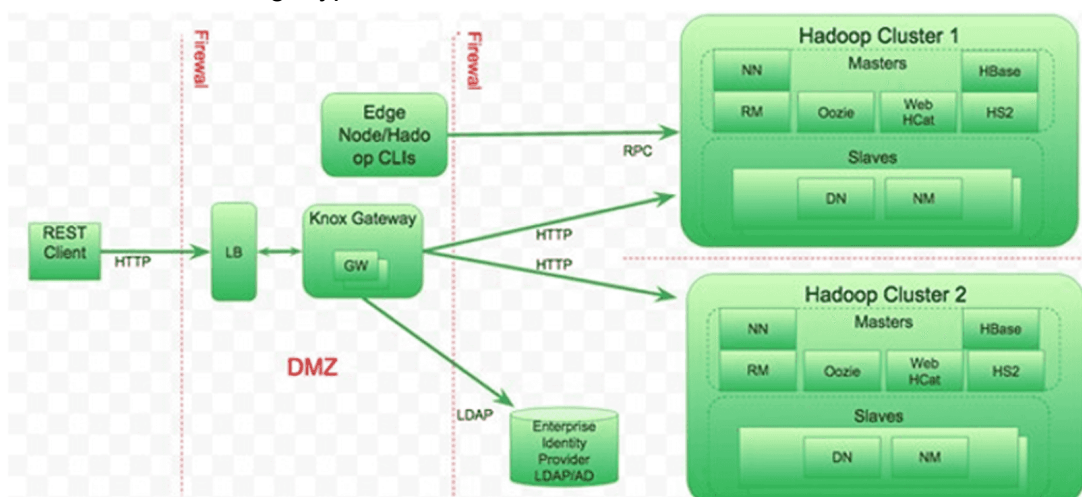 Firewal
Firewal
Hadoop Cluster 1
NN
Masters
HBase
RM
Oozie
Web
HCat
HS2
Slaves
DN
NM
Edge
Node/Hado
op CLIs
RPC
REST
Client
HTTP
LB
Knox Gateway
GW
HTTP
HTTP
DMZ
LDAP
Enterprise
Identity
Provider
LDAP/AD
Hadoop Cluster 2
NN
Masters
HBase
RM
Oozie
Web
HCat
HS2
Slaves
DN
NM